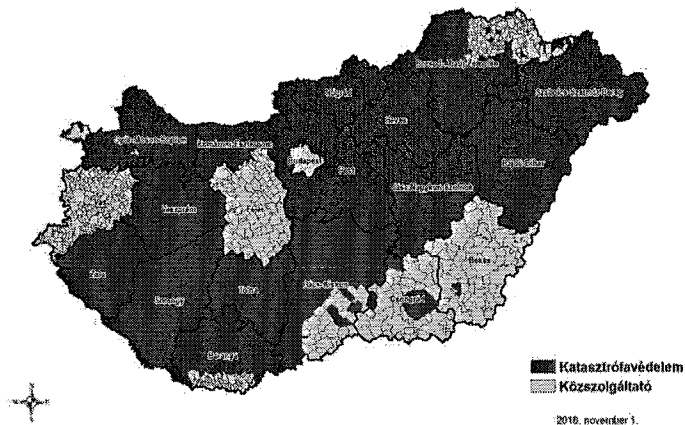 Borsod-Abaúj-Zemplén
Nógrád
Szabolcs-Szatmár-Bereg
Heves
Győr-Moson-Sopron
Komárom-Esztergom
Budapest
Pest
Hajdú-Bihar
Jász-Nagykun-Szolnok
Veszprém
Fejér
Békés
Zala
Bács-Kiskun
Somogy
Tolna
Csongrád
Baranya
Katasztrófavédelem
Közszolgáltató
2018. november 1.